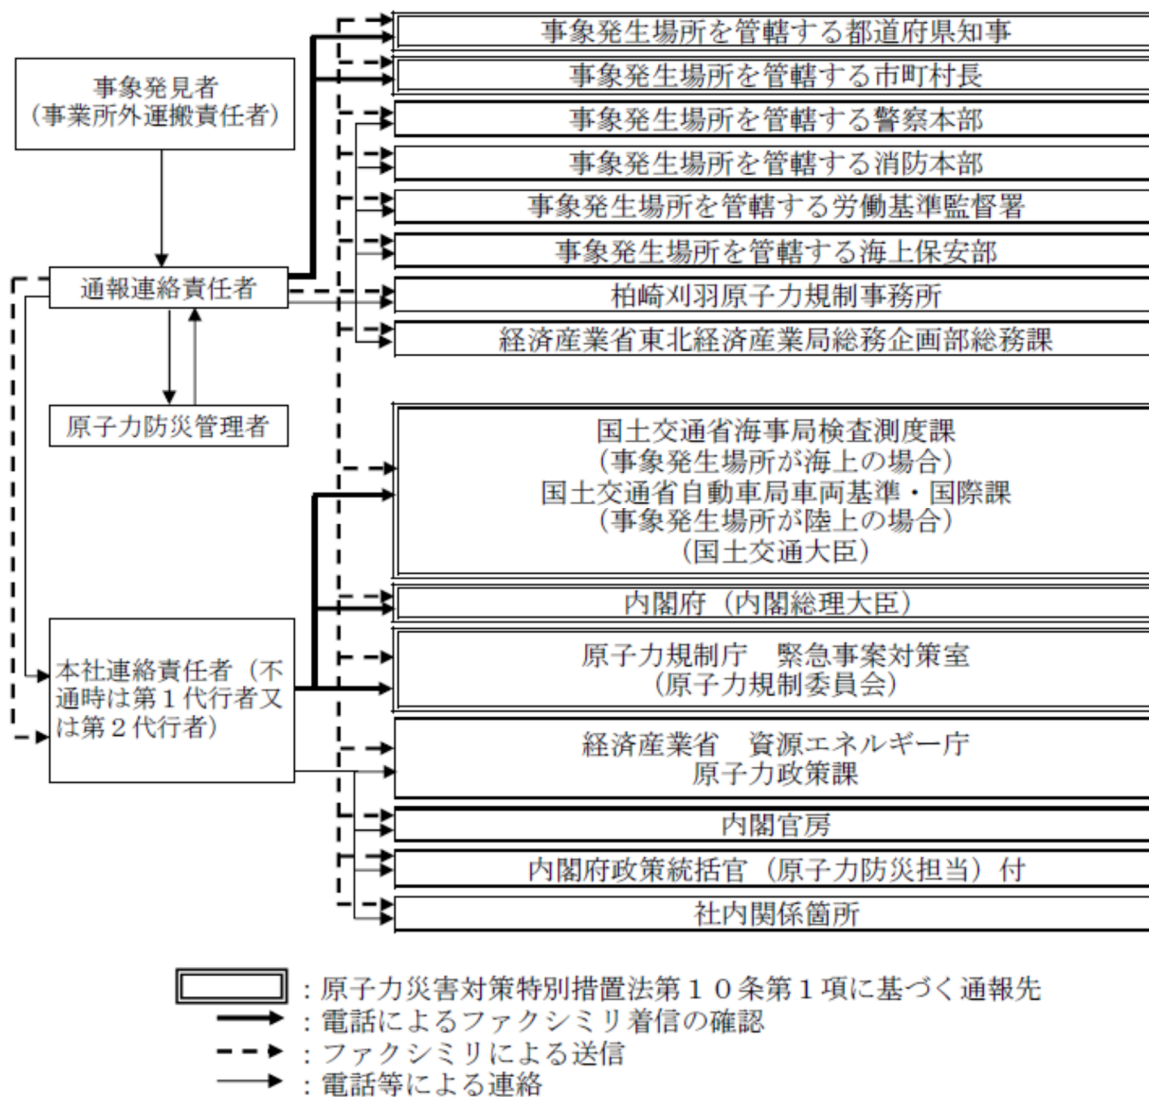 事象発見者
（事業所外運搬責任者）
通報連絡責任者
原子力防災管理者
本社連絡責任者（不
通時は第１代行者又
は第２代行者）
事象発生場所を管轄する都道府県知事
事象発生場所を管轄する市町村長
事象発生場所を管轄する警察本部
事象発生場所を管轄する消防本部
事象発生場所を管轄する労働基準監督署
事象発生場所を管轄する海上保安部
柏崎刈羽原子力規制事務所
経済産業省東北経済産業局総務企画部総務課
国土交通省海事局検査測度課
（事象発生場所が海上の場合）
国土交通省自動車局車両基準・国際課
（事象発生場所が陸上の場合）
（国土交通大臣）
内閣府（内閣総理大臣）
原子力規制庁　緊急事案対策室
（原子力規制委員会）
経済産業省　資源エネルギー庁
原子力政策課
内閣官房
内閣府政策統括官（原子力防災担当）付
社内関係箇所
：原子力災害対策特別措置法第１０条第１項に基づく通報先
：電話によるファクシミリ着信の確認
：ファクシミリによる送信
：電話等による連絡